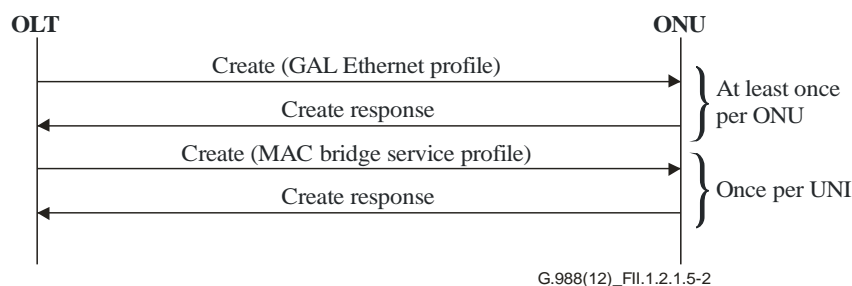 OLT
ONU
Create (GAL Ethernet profile)
Create response
At least once
per ONU
Create (MAC bridge service profile)
Create response
Once per UNI
G.988(12)_FII.1.2.1.5-2